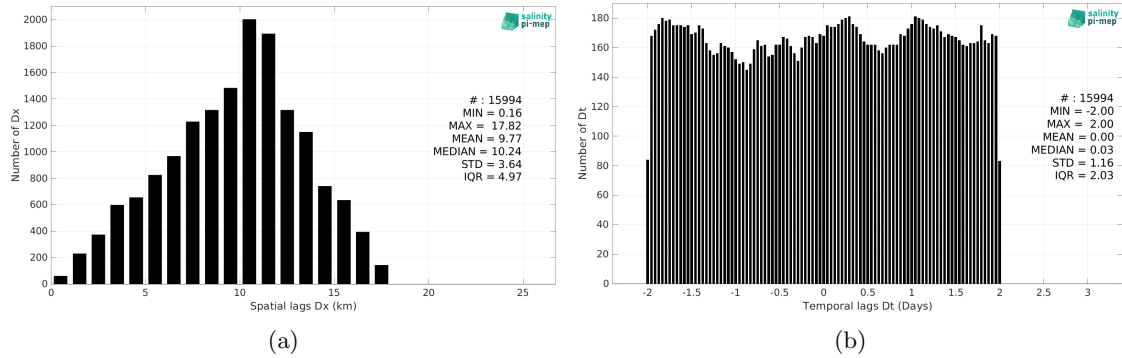 2000
1800
1600
1400
1200
1000
800
600
400
200
0
Number of Dx
0 5 10 15 20 25
Spatial lags Dx (km)
salinity
pi-mep
# : 15994
MIN = 0.16
MAX = 17.82
MEAN = 9.77
MEDIAN = 10.24
STD = 3.64
IQR = 4.97
(a)
180
160
140
120
100
80
60
40
20
0
Number of Dt
-2 -1.5 -1 -0.5 0 0.5 1 1.5 2 2.5 3
Temporal lags Dt (Days)
salinity
pi-mep
# : 15994
MIN = -2.00
MAX = 2.00
MEAN = 0.00
MEDIAN = 0.03
STD = 1.16
IQR = 2.03
(b)